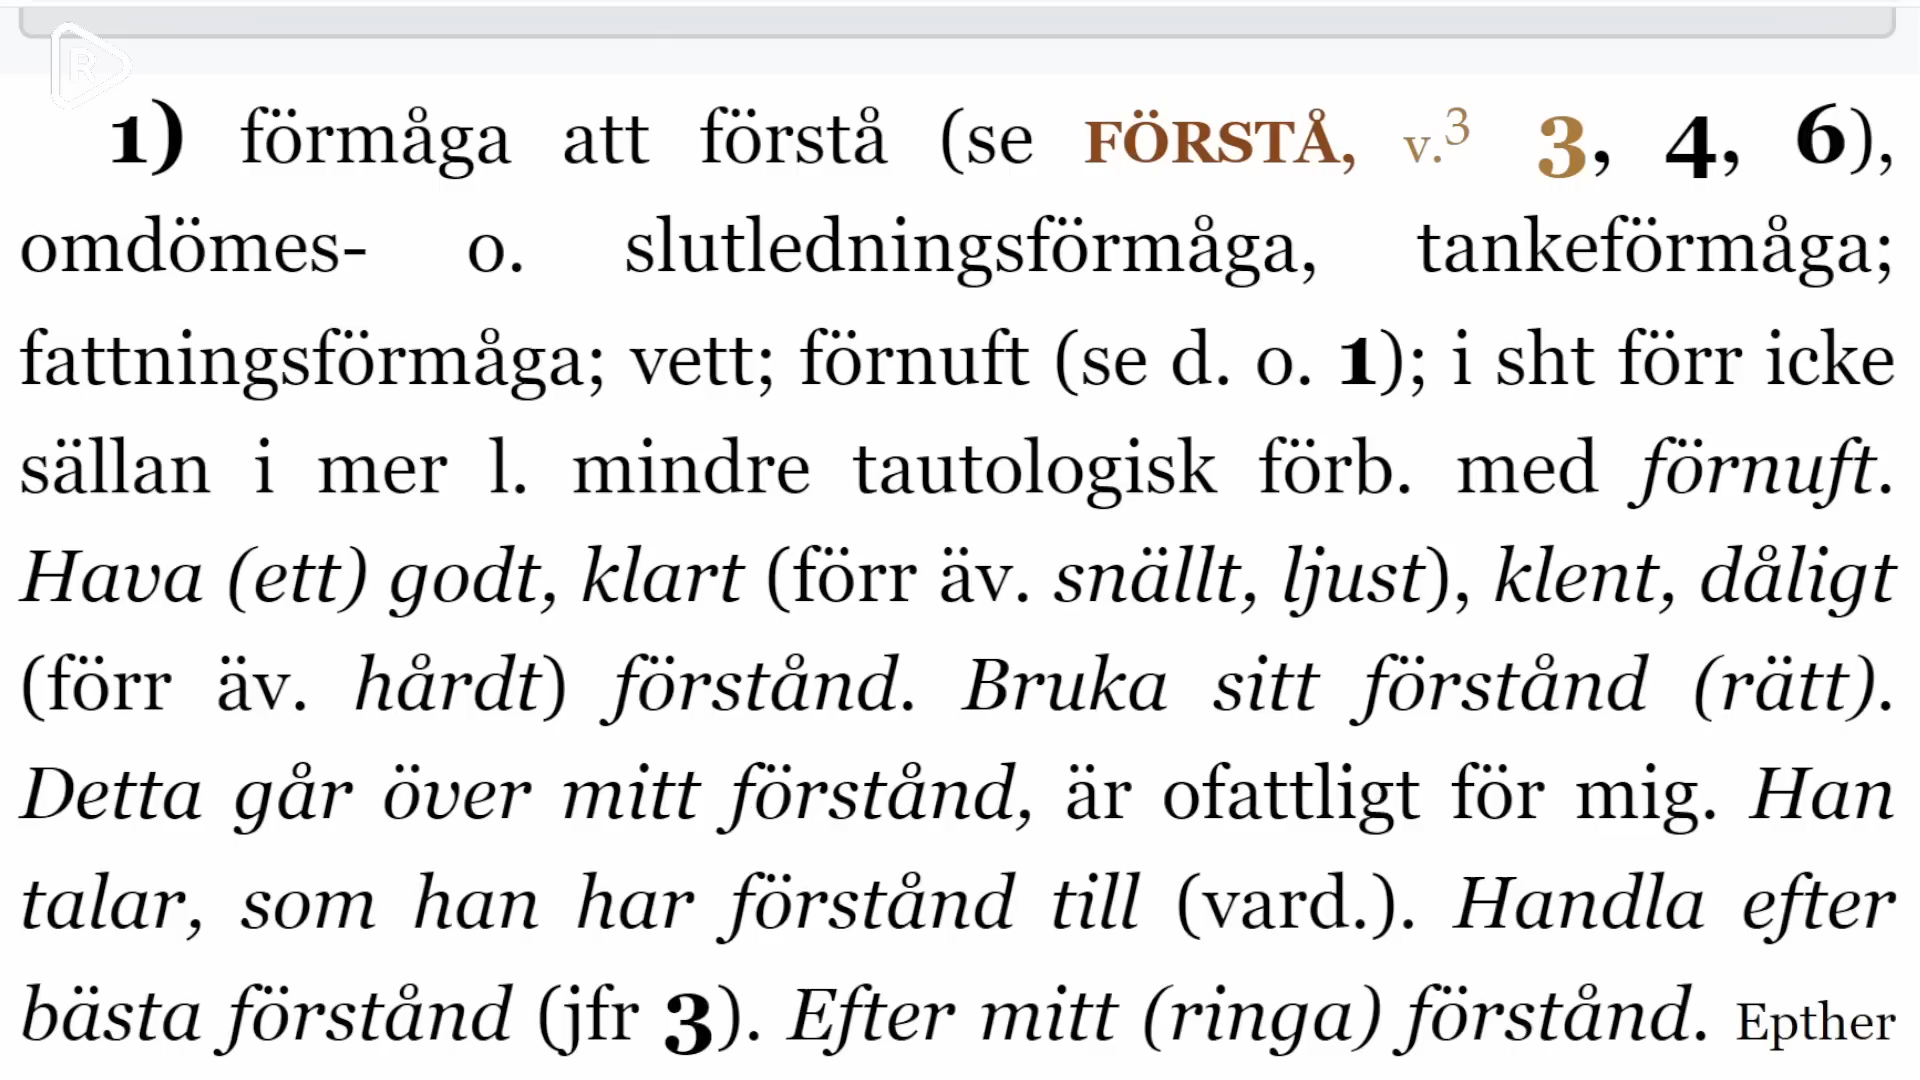 R
1) förmåga att förstå (se FÖRSTÅ, v.³ 3, 4, 6),
omdömes- o. slutledningsförmåga, tankeförmåga;
fattningsförmåga; vett; förnuft (se d. o. 1); i sht förr icke
sällan i mer l. mindre tautologisk förb. med förnuft.
Hava (ett) godt, klart (förr äv. snällt, ljust), klent, dåligt
(förr äv. hårdt) förstånd. Bruka sitt förstånd (rätt).
Detta går över mitt förstånd, är ofattligt för mig. Han
talar, som han har förstånd till (vard.). Handla efter
bästa förstånd (jfr 3). Efter mitt (ringa) förstånd. Epther